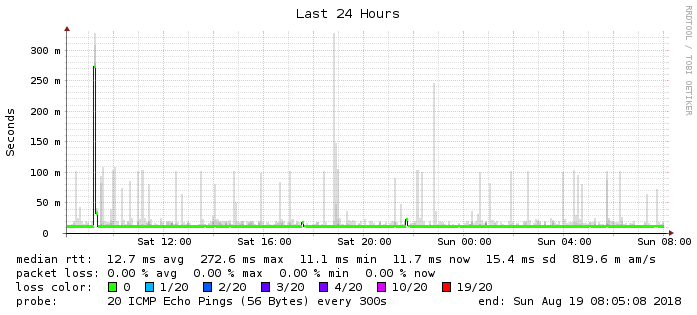 Last 24 Hours
RRDTOOL / TOBI OETIKER
Seconds
300 m
250 m
200 m
150 m
100 m
50 m
0
Sat 12:00 Sat 16:00 Sat 20:00 Sun 00:00 Sun 04:00 Sun 08:00
median rtt: 12.7 ms avg 272.6 ms max 11.1 ms min 11.7 ms now 15.4 ms sd 819.6 m am/s
packet loss: 0.00 % avg 0.00 % max 0.00 % min 0.00 % now
loss color: 0 1/20 2/20 3/20 4/20 10/20 19/20
probe: 20 ICMP Echo Pings (56 Bytes) every 300s end: Sun Aug 19 08:05:08 2018